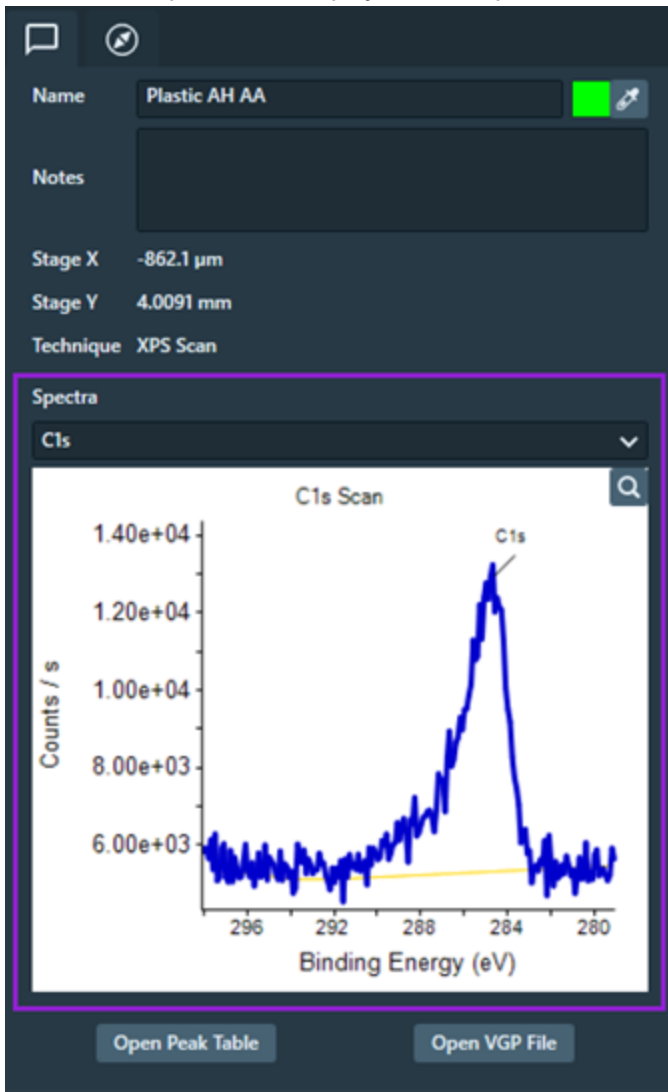 Name Plastic AH AA
Notes
Stage X -862.1 µm
Stage Y 4.0091 mm
Technique XPS Scan
Spectra
C1s
C1s Scan
C1s
1.40e+04
1.20e+04
1.00e+04
8.00e+03
6.00e+03
Counts / s
296 292 288 284 280
Binding Energy (eV)
Open Peak Table Open VGP File